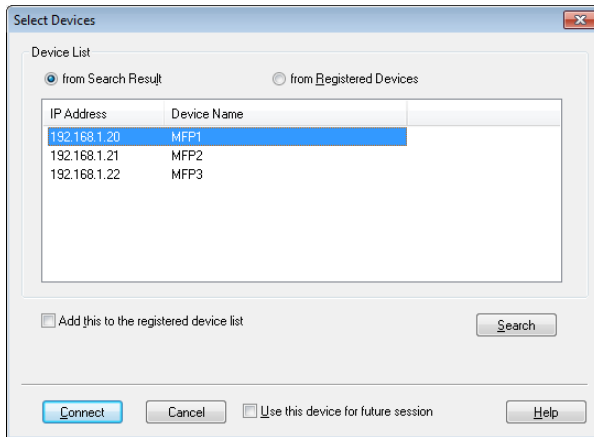 Select Devices
Device List
from Search Result from Registered Devices
IP Address Device Name
192.168.1.20 MFP1
192.168.1.21 MFP2
192.168.1.22 MFP3
Add this to the registered device list
Search
Connect Cancel Use this device for future session Help